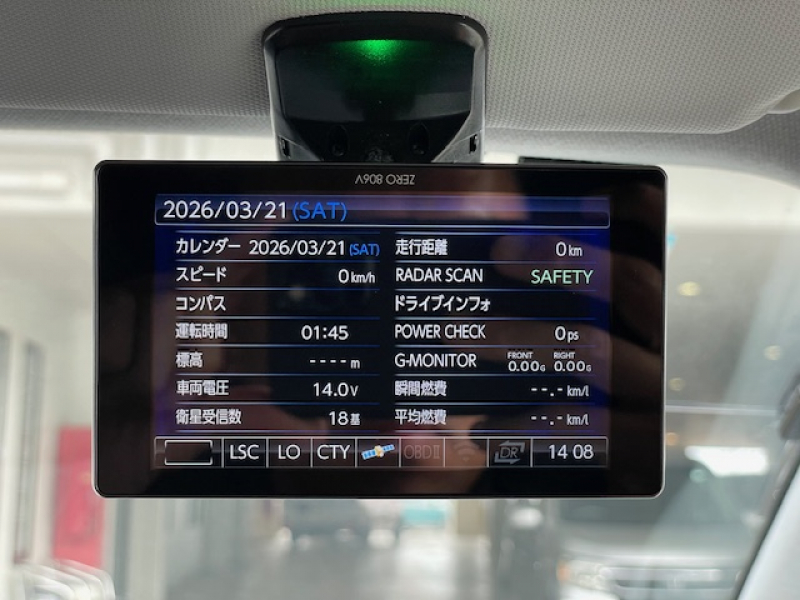 ZERO 806V
2026/03/21(SAT)
カレンダー 2026/03/21(SAT)
スピード 0km/h
コンパス
運転時間 01:45
標高 ----m
車両電圧 14.0V
衛星受信数 18基
走行距離 0km
RADAR SCAN SAFETY
ドライブインフォ
POWER CHECK 0ps
G-MONITOR FRONT 0.00G RIGHT 0.00G
瞬間燃費 --.-km/l
平均燃費 --.-km/l
LSC LO CTY OBDⅡ DR 14 08